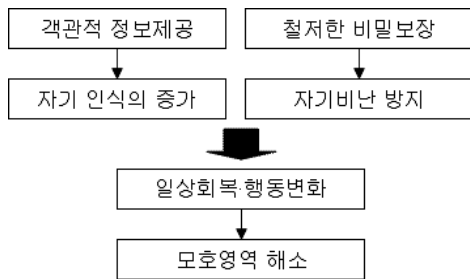 객관적 정보제공
철저한 비밀보장
자기 인식의 증가
자기비난 방지
일상회복·행동변화
모호영역 해소